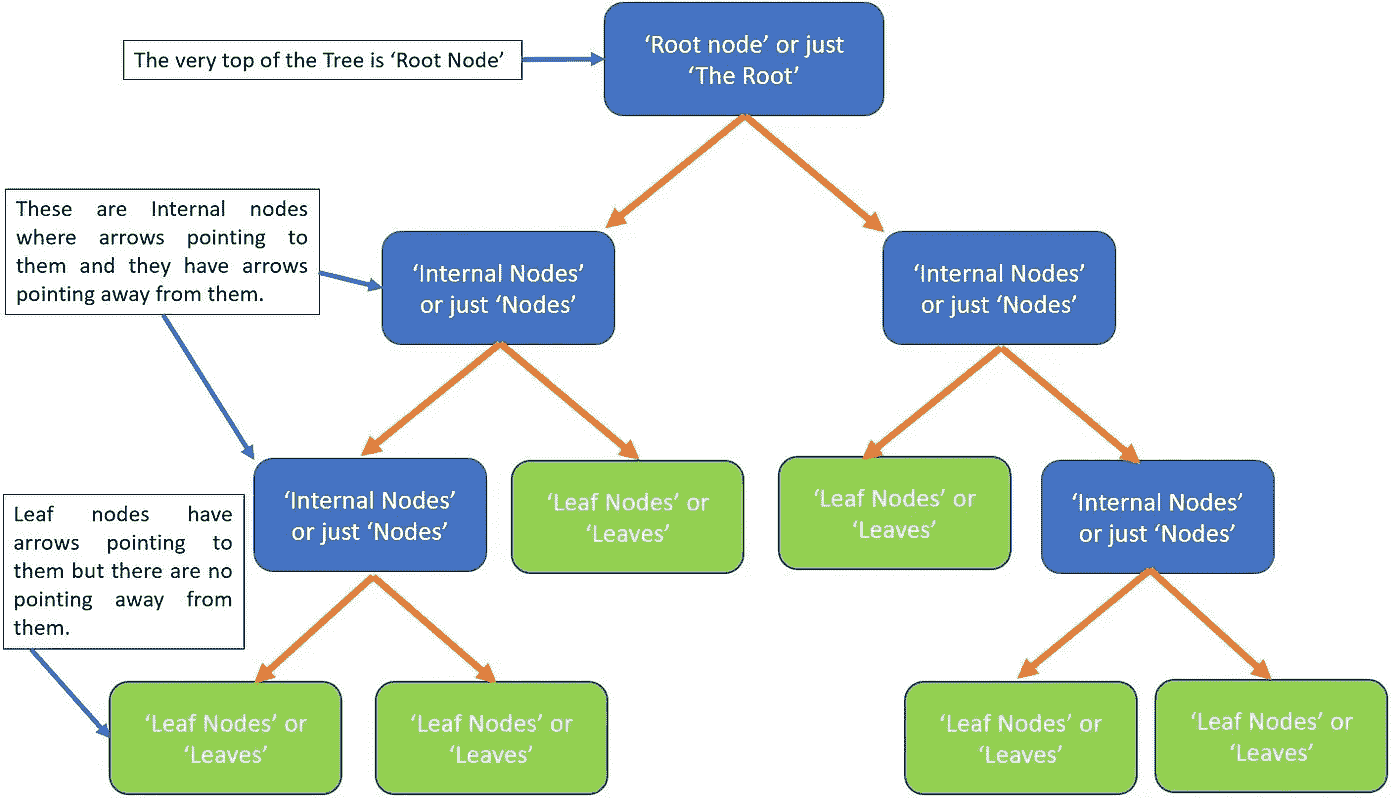 ‘Root node’ or just
‘The Root’
The very top of the Tree is ‘Root Node’
These are Internal nodes
where arrows pointing to
them and they have arrows
pointing away from them.
‘Internal Nodes’
or just ‘Nodes’
‘Internal Nodes’
or just ‘Nodes’
‘Internal Nodes’
or just ‘Nodes’
‘Leaf Nodes’ or
‘Leaves’
‘Leaf Nodes’ or
‘Leaves’
‘Internal Nodes’
or just ‘Nodes’
Leaf nodes have
arrows pointing to
them but there are no
pointing away from
them.
‘Leaf Nodes’ or
‘Leaves’
‘Leaf Nodes’ or
‘Leaves’
‘Leaf Nodes’ or
‘Leaves’
‘Leaf Nodes’ or
‘Leaves’